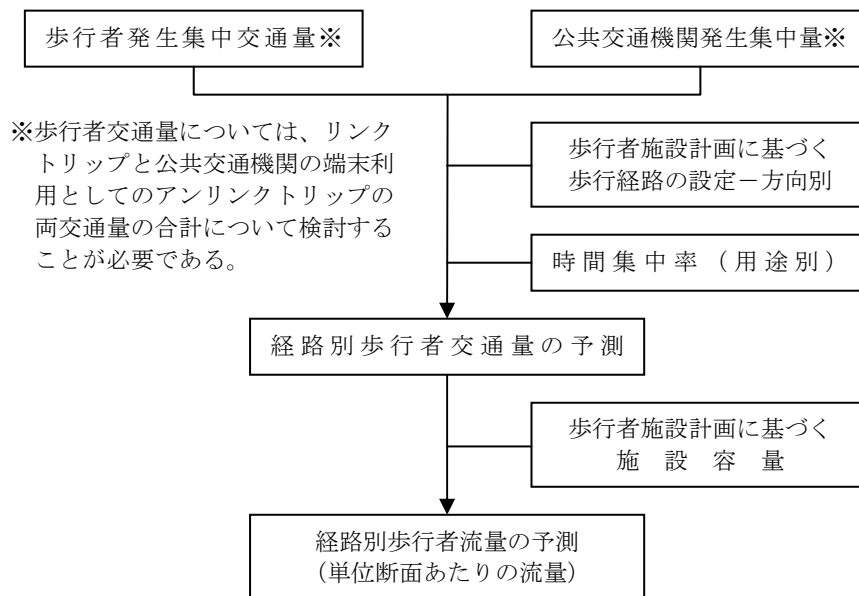 歩行者発生集中交通量※
公共交通機関発生集中量※
※歩行者交通量については、リンク
トリップと公共交通機関の端末利
用としてのアンリンクトリップの
両交通量の合計について検討する
ことが必要である。
歩行者施設計画に基づく
歩行経路の設定－方向別
時間集中率（用途別）
経路別歩行者交通量の予測
歩行者施設計画に基づく
施設容量
経路別歩行者流量の予測
（単位断面あたりの流量）